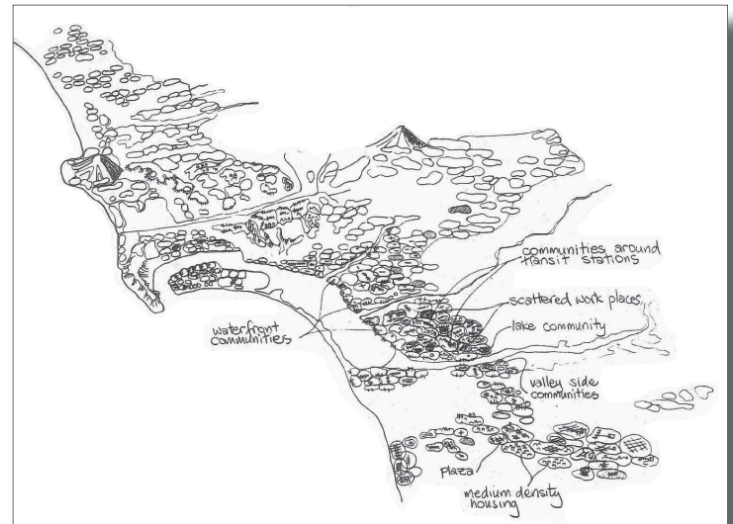 communities around
transit stations
scattered work places
lake community
waterfront
communities
valley side
communities
Plaza
medium density
housing